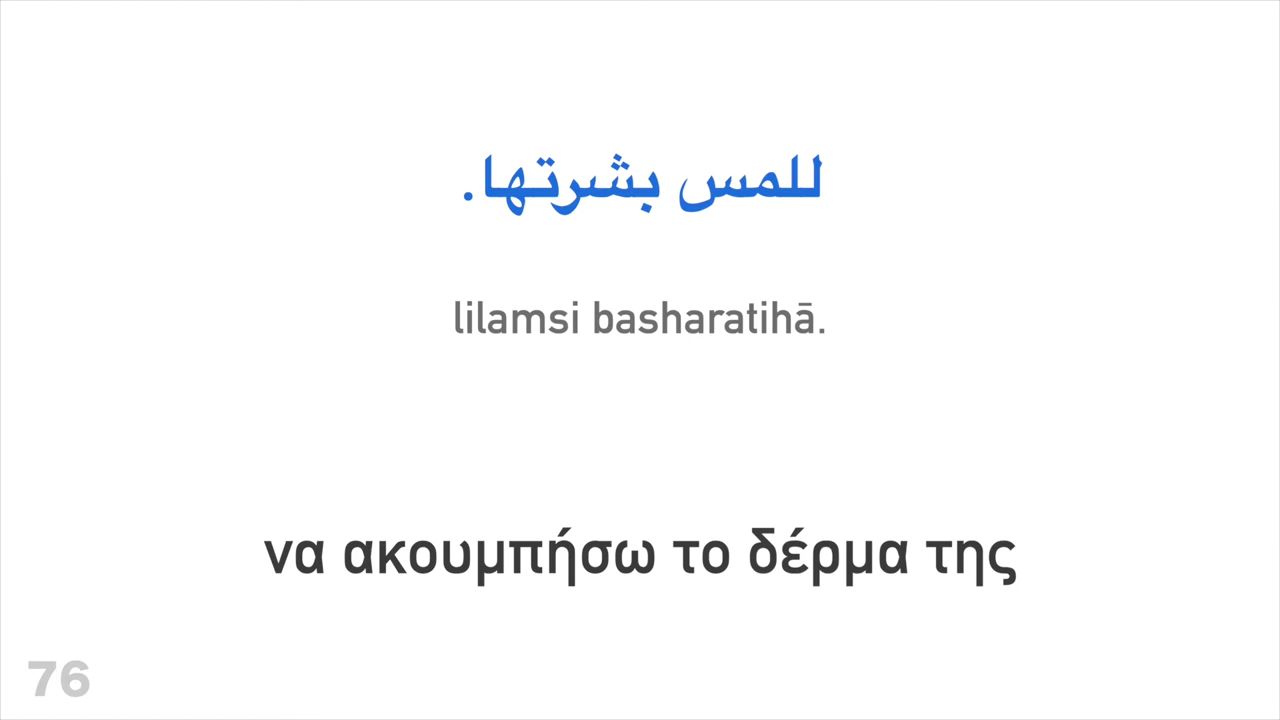 للمس بشرتها.
lilamsi basharatihā.
να ακουμπήσω το δέρμα της
76